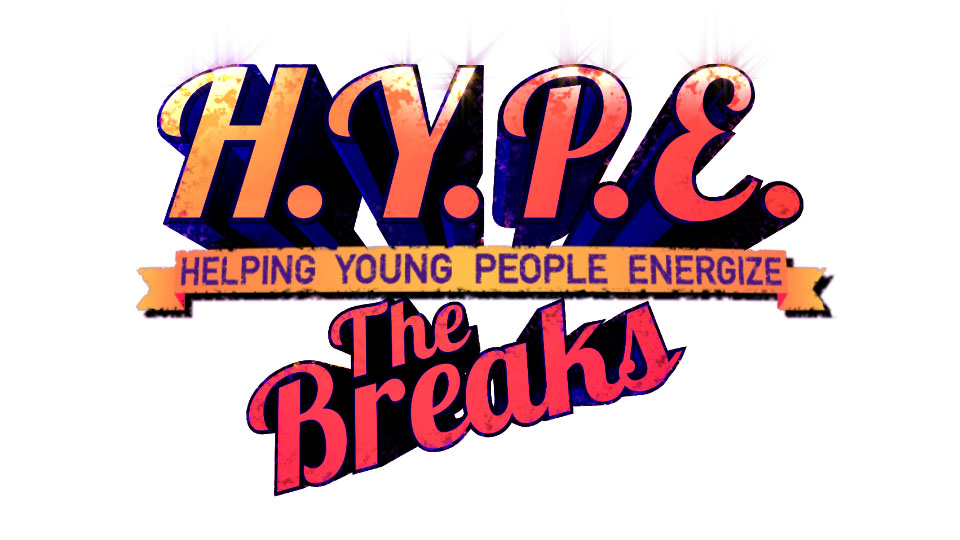 H.Y.P.E.
HELPING YOUNG PEOPLE ENERGIZE
The
Breaks